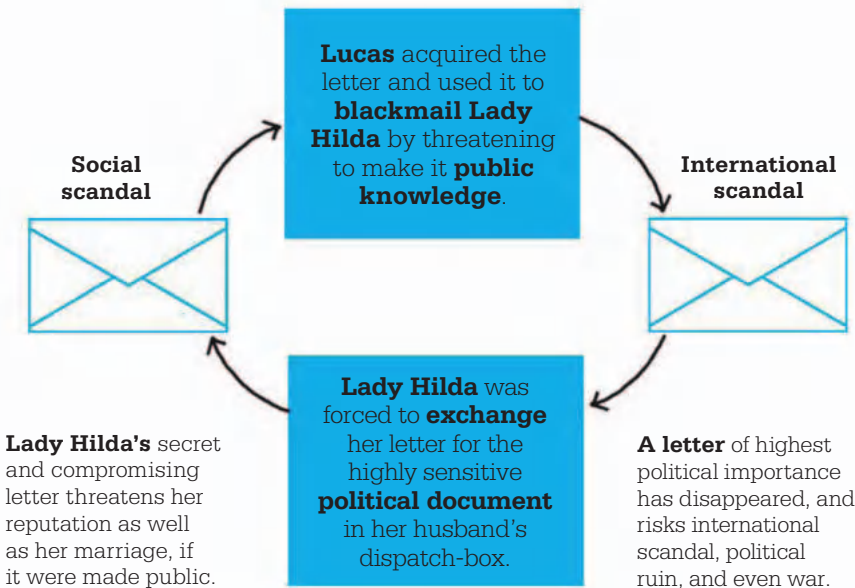 Lucas acquired the
letter and used it to
blackmail Lady
Hilda by threatening
to make it public
knowledge.
Social
scandal
International
scandal
Lady Hilda was
forced to exchange
her letter for the
highly sensitive
political document
in her husband's
dispatch-box.
Lady Hilda's secret
and compromising
letter threatens her
reputation as well
as her marriage, if
it were made public.
A letter of highest
political importance
has disappeared, and
risks international
scandal, political
ruin, and even war.